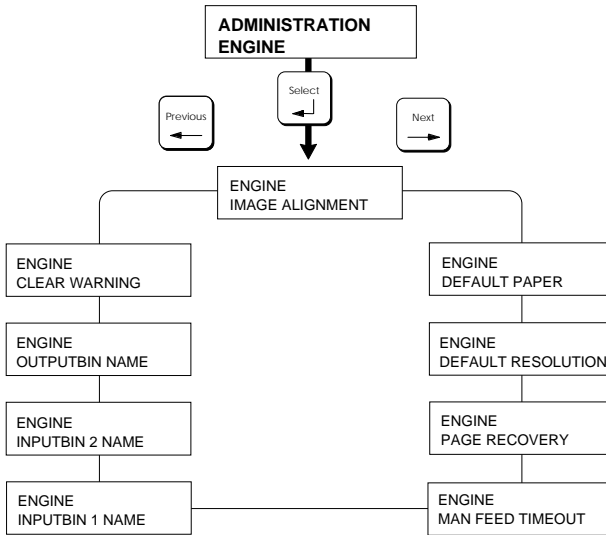 ADMINISTRATION
ENGINE
Select
Previous
Next
ENGINE
IMAGE ALIGNMENT
ENGINE
CLEAR WARNING
ENGINE
DEFAULT PAPER
ENGINE
OUTPUTBIN NAME
ENGINE
DEFAULT RESOLUTION
ENGINE
INPUTBIN 2 NAME
ENGINE
PAGE RECOVERY
ENGINE
INPUTBIN 1 NAME
ENGINE
MAN FEED TIMEOUT